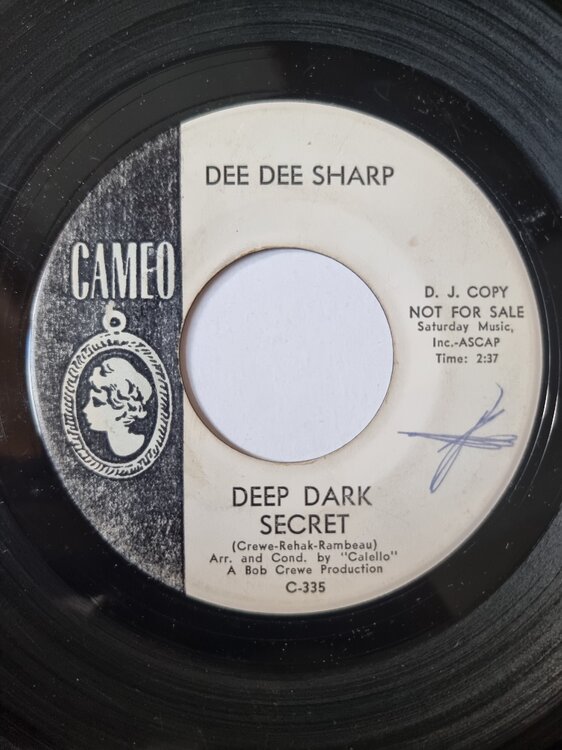 DEE DEE SHARP
CAMEO
D. J. COPY
NOT FOR SALE
Saturday Music,
Inc.-ASCAP
Time: 2:37
DEEP DARK
SECRET
(Crewe-Rehak-Rambeau)
Arr. and Cond. by "Calello"
A Bob Crewe Production
C-335